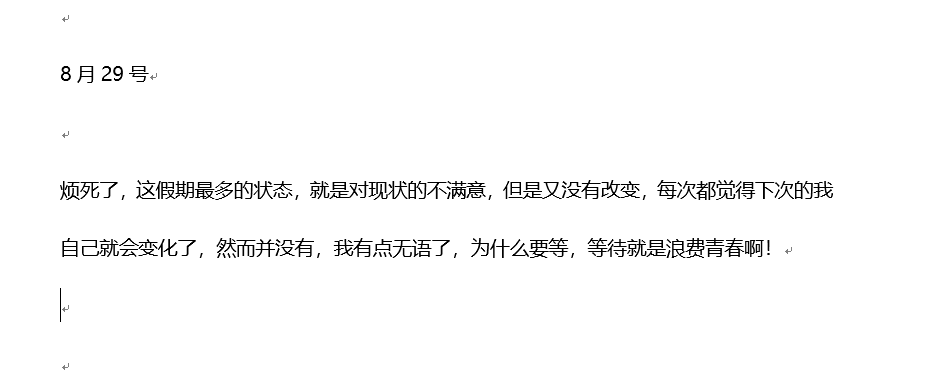 8月29号
烦死了，这假期最多的状态，就是对现状的不满意，但是又没有改变，每次都觉得下次的我
自己就会变化了，然而并没有，我有点无语了，为什么要等，等待就是浪费青春啊！